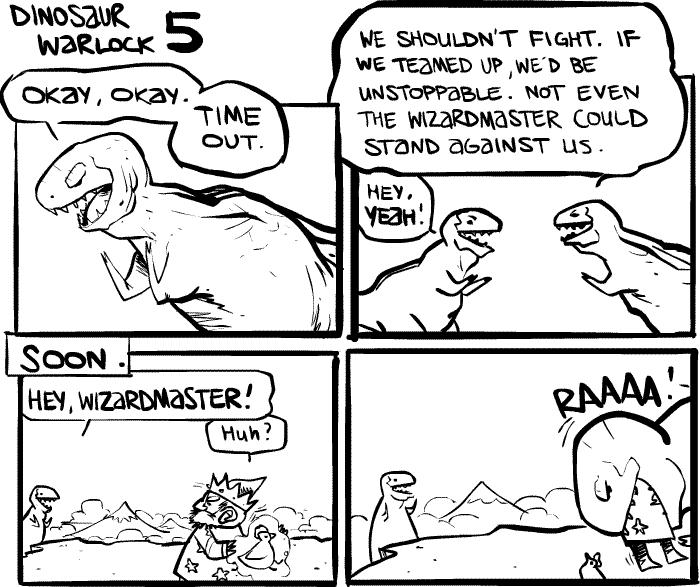 DINOSAUR
WARLOCK 5
OKAY, OKAY.
TIME
OUT.
WE SHOULDN'T FIGHT. IF
WE TEAMED UP, WE'D BE
UNSTOPPABLE. NOT EVEN
THE WIZARDMASTER COULD
STAND AGAINST US.
HEY,
YEAH!
SOON.
HEY, WIZARDMASTER!
Huh?
RAAAA!